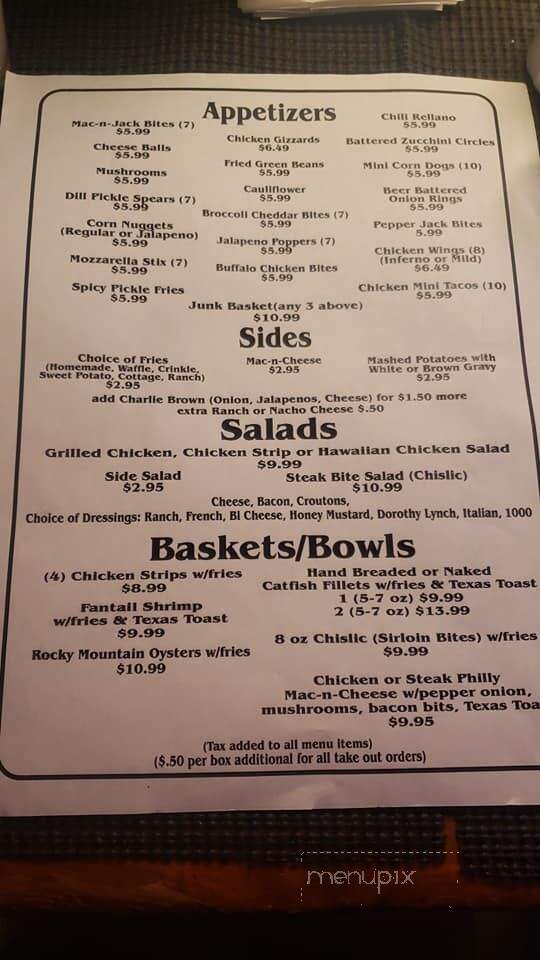 Appetizers
Mac-n-Jack Bites (7)
$5.99
Cheese Balls
$5.99
Mushrooms
$5.99
Dill Pickle Spears (7)
$5.99
Corn Nuggets
(Regular or Jalapeno)
$5.99
Mozzarella Stix (7)
$5.99
Spicy Pickle Fries
$5.99
Chicken Gizzards
$6.49
Fried Green Beans
$5.99
Cauliflower
$5.99
Broccoli Cheddar Bites (7)
$5.99
Jalapeno Poppers (7)
$5.99
Buffalo Chicken Bites
$5.99
Chili Rellano
$5.99
Battered Zucchini Circles
$5.99
Mini Corn Dogs (10)
$5.99
Beer Battered
Onion Rings
$5.99
Pepper Jack Bites
5.99
Chicken Wings (8)
(Inferno or Mild)
$6.49
Chicken Mini Tacos (10)
$5.99
Junk Basket(any 3 above)
$10.99
Sides
Choice of Fries
(Homemade, Waffle, Crinkle,
Sweet Potato, Cottage, Ranch)
$2.95
Mac-n-Cheese
$2.95
Mashed Potatoes with
White or Brown Gravy
$2.95
add Charlie Brown (Onion, Jalapenos, Cheese) for $1.50 more
extra Ranch or Nacho Cheese $.50
Salads
Grilled Chicken, Chicken Strip or Hawaiian Chicken Salad
$9.99
Side Salad
$2.95
Steak Bite Salad (Chislic)
$10.99
Cheese, Bacon, Croutons,
Choice of Dressings: Ranch, French, Bl Cheese, Honey Mustard, Dorothy Lynch, Italian, 1000
Baskets/Bowls
(4) Chicken Strips w/fries
$8.99
Fantail Shrimp
w/fries & Texas Toast
$9.99
Rocky Mountain Oysters w/fries
$10.99
Hand Breaded or Naked
Catfish Fillets w/fries & Texas Toast
1 (5-7 oz) $9.99
2 (5-7 oz) $13.99
8 oz Chislic (Sirloin Bites) w/fries
$9.99
Chicken or Steak Philly
Mac-n-Cheese w/pepper onion,
mushrooms, bacon bits, Texas Toa
$9.95
(Tax added to all menu items)
($.50 per box additional for all take out orders)
menupix